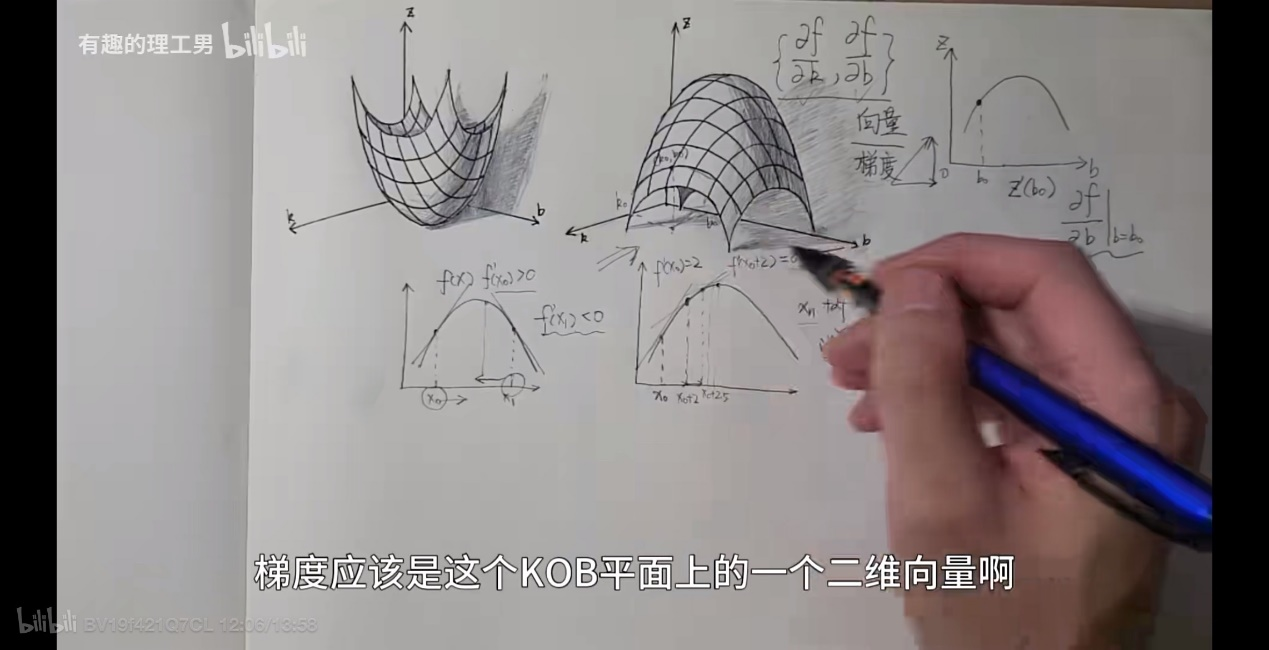 有趣的理工男 bilibili
z
k
b
z
(k₀,b₀)
k₀
k
b
{∂f/∂k, ∂f/∂b}
向量
梯度
z
0
b₀
b
Z'(b₀)
∂f/∂b|b=b₀
f(x) f'(x₀)>0
f'(x₁)<0
x₀
x₁
f'(x₀)=2
f'(x₀+2)=0
x₀
x₀+2
x₀+2.5
梯度应该是这个KOB平面上的一个二维向量啊
bilibili BV19f421Q7CL 12:06/13:58